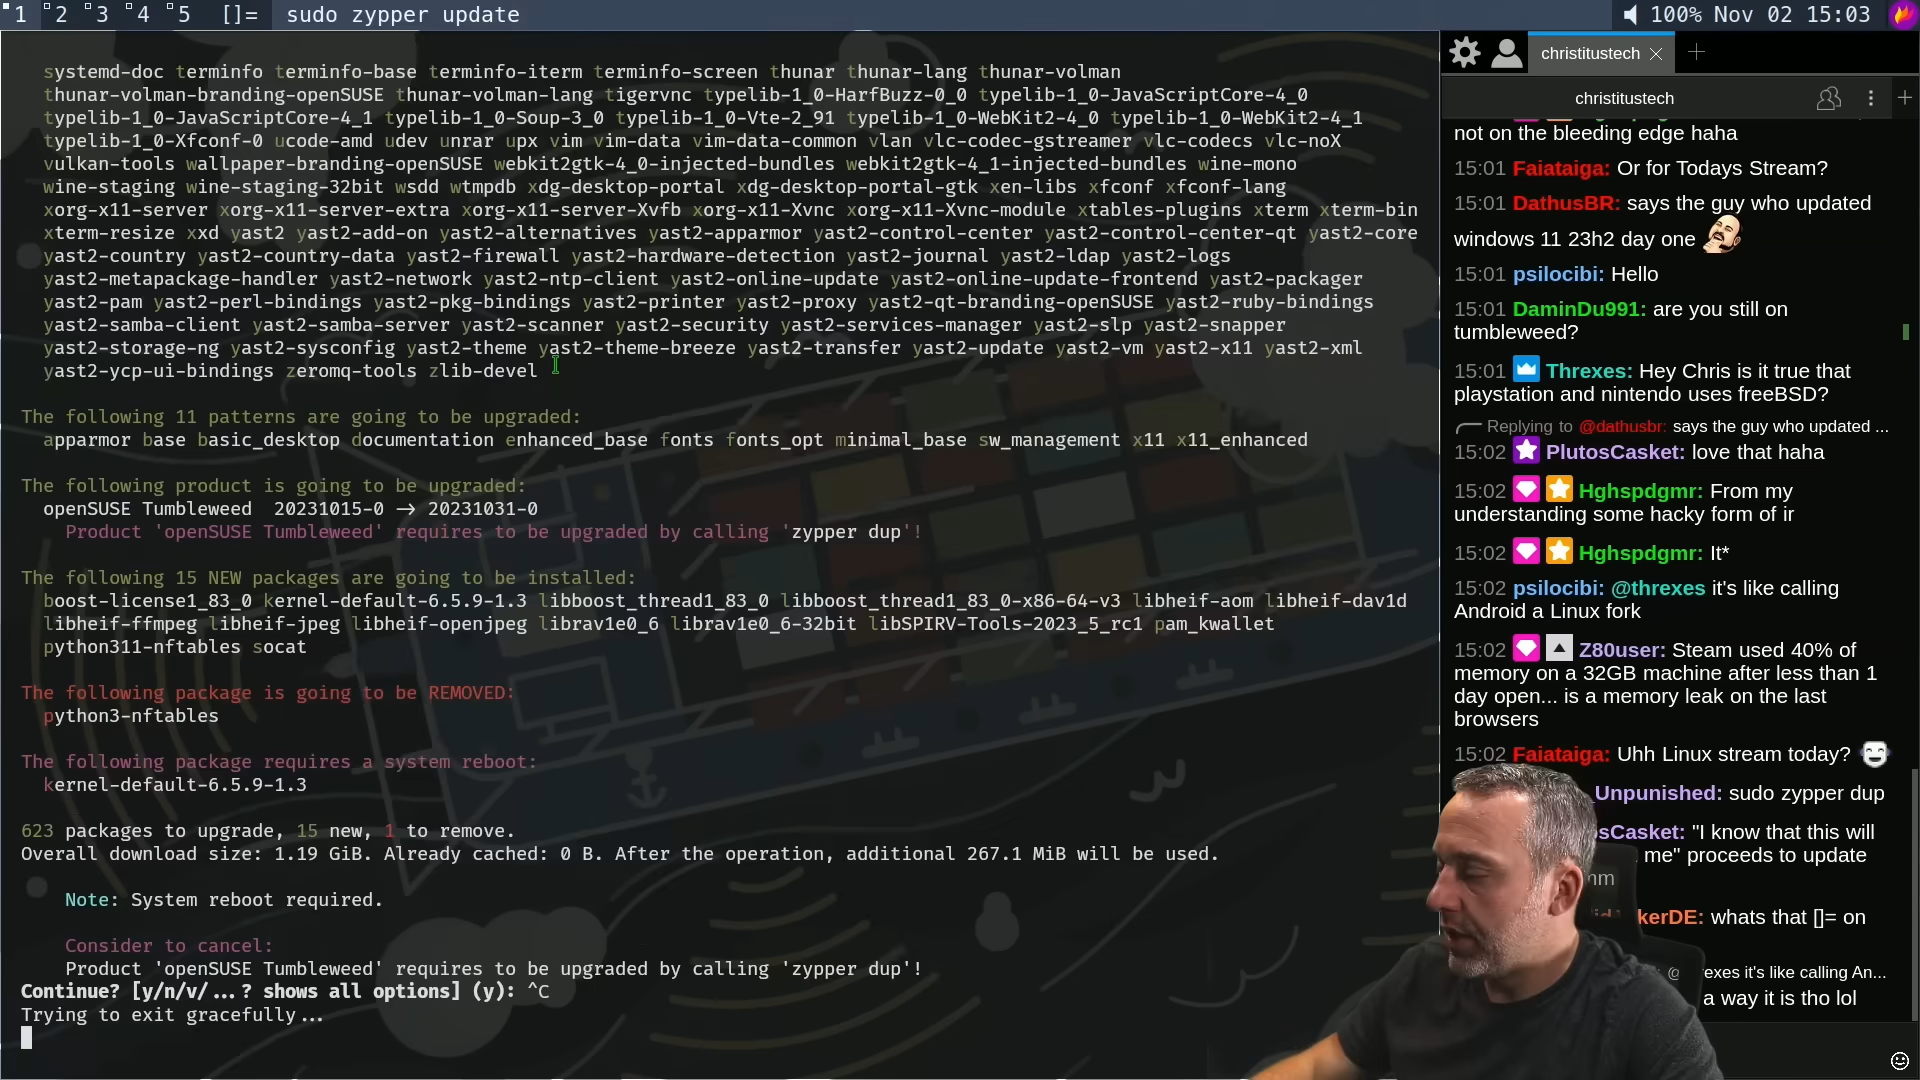 1 2 3 4 5 []= sudo zypper update
100% Nov 02 15:03
systemd-doc terminfo terminfo-base terminfo-iterm terminfo-screen thunar thunar-lang thunar-volman
thunar-volman-branding-openSUSE thunar-volman-lang tigervnc typelib-1_0-HarfBuzz-0_0 typelib-1_0-JavaScriptCore-4_0
typelib-1_0-JavaScriptCore-4_1 typelib-1_0-Soup-3_0 typelib-1_0-Vte-2_91 typelib-1_0-WebKit2-4_0 typelib-1_0-WebKit2-4_1
typelib-1_0-Xfconf-0 ucode-amd udev unrar upx vim vim-data vim-data-common vlan vlc-codec-gstreamer vlc-codecs vlc-noX
vulkan-tools wallpaper-branding-openSUSE webkit2gtk-4_0-injected-bundles webkit2gtk-4_1-injected-bundles wine-mono
wine-staging wine-staging-32bit wsdd wtmpdb xdg-desktop-portal xdg-desktop-portal-gtk xen-libs xfconf xfconf-lang
xorg-x11-server xorg-x11-server-extra xorg-x11-server-Xvfb xorg-x11-Xvnc xorg-x11-Xvnc-module xtables-plugins xterm xterm-bin
xterm-resize xxd yast2 yast2-add-on yast2-alternatives yast2-apparmor yast2-control-center yast2-control-center-qt yast2-core
yast2-country yast2-country-data yast2-firewall yast2-hardware-detection yast2-journal yast2-ldap yast2-logs
yast2-metapackage-handler yast2-network yast2-ntp-client yast2-online-update yast2-online-update-frontend yast2-packager
yast2-pam yast2-perl-bindings yast2-pkg-bindings yast2-printer yast2-proxy yast2-qt-branding-openSUSE yast2-ruby-bindings
yast2-samba-client yast2-samba-server yast2-scanner yast2-security yast2-services-manager yast2-slp yast2-snapper
yast2-storage-ng yast2-sysconfig yast2-theme yast2-theme-breeze yast2-transfer yast2-update yast2-vm yast2-x11 yast2-xml
yast2-ycp-ui-bindings zeromq-tools zlib-devel
The following 11 patterns are going to be upgraded:
apparmor base basic_desktop documentation enhanced_base fonts fonts_opt minimal_base sw_management x11 x11_enhanced
The following product is going to be upgraded:
openSUSE Tumbleweed 20231015-0 -> 20231031-0
Product 'openSUSE Tumbleweed' requires to be upgraded by calling 'zypper dup'!
The following 15 NEW packages are going to be installed:
boost-license1_83_0 kernel-default-6.5.9-1.3 libboost_thread1_83_0 libboost_thread1_83_0-x86-64-v3 libheif-aom libheif-dav1d
libheif-ffmpeg libheif-jpeg libheif-openjpeg librav1e0_6 librav1e0_6-32bit libSPIRV-Tools-2023_5_rc1 pam_kwallet
python311-nftables socat
The following package is going to be REMOVED:
python3-nftables
The following package requires a system reboot:
kernel-default-6.5.9-1.3
623 packages to upgrade, 15 new, 1 to remove.
Overall download size: 1.19 GiB. Already cached: 0 B. After the operation, additional 267.1 MiB will be used.
Note: System reboot required.
Consider to cancel:
Product 'openSUSE Tumbleweed' requires to be upgraded by calling 'zypper dup'!
Continue? [y/n/v/...? shows all options] (y): ^C
Trying to exit gracefully...
christitustech
christitustech
not on the bleeding edge haha
15:01 Faiataiga: Or for Todays Stream?
15:01 DathusBR: says the guy who updated
windows 11 23h2 day one
15:01 psilocibi: Hello
15:01 DaminDu991: are you still on
tumbleweed?
15:01 Threxes: Hey Chris is it true that
playstation and nintendo uses freeBSD?
Replying to @dathusbr: says the guy who updated ...
15:02 PlutosCasket: love that haha
15:02 Hghspdgmr: From my
understanding some hacky form of ir
15:02 Hghspdgmr: It*
15:02 psilocibi: @threxes it's like calling
Android a Linux fork
15:02 Z80user: Steam used 40% of
memory on a 32GB machine after less than 1
day open... is a memory leak on the last
browsers
15:02 Faiataiga: Uhh Linux stream today?
_Unpunished: sudo zypper dup
sCasket: "I know that this will
me" proceeds to update
kerDE: whats that []= on
exes it's like calling An...
a way it is tho lol